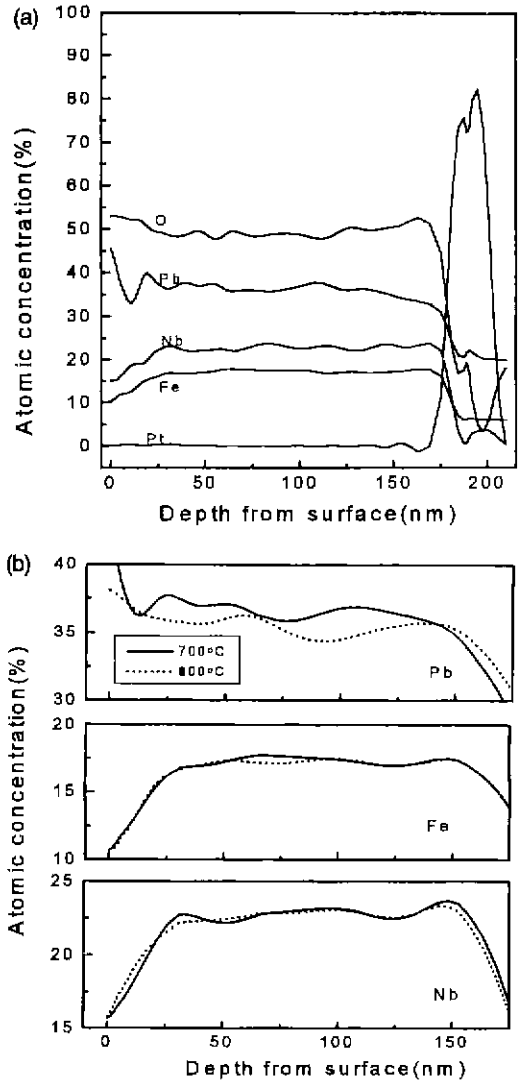 (a)
100
90
80
70
60
50
40
30
20
10
0
Atomic concentration(%)
O
Pb
Nb
Fe
Pt
0 50 100 150 200
Depth from surface(nm)
(b)
40
35
30
700°C
800°C
Pb
20
15
10
Fe
25
20
15
Nb
Atomic concentration(%)
0 50 100 150
Depth from surface(nm)